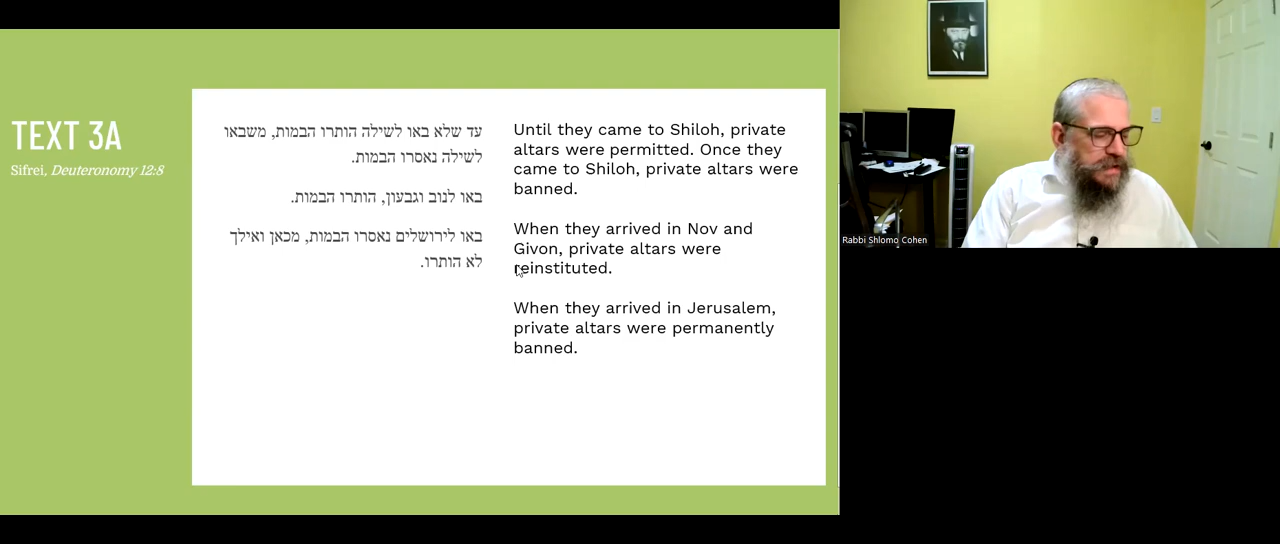 TEXT 3A
Sifrei, Deuteronomy 12:8
עד שלא באו לשילה הותרו הבמות, משבאו
לשילה נאסרו הבמות.
באו לנוב וגבעון, הותרו הבמות.
באו לירושלים נאסרו הבמות, מכאן ואילך
לא הותרו.
Until they came to Shiloh, private
altars were permitted. Once they
came to Shiloh, private altars were
banned.
When they arrived in Nov and
Givon, private altars were
reinstituted.
When they arrived in Jerusalem,
private altars were permanently
banned.
Rabbi Shlomo Cohen